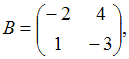 B = ( −2 4
1 −3 ),